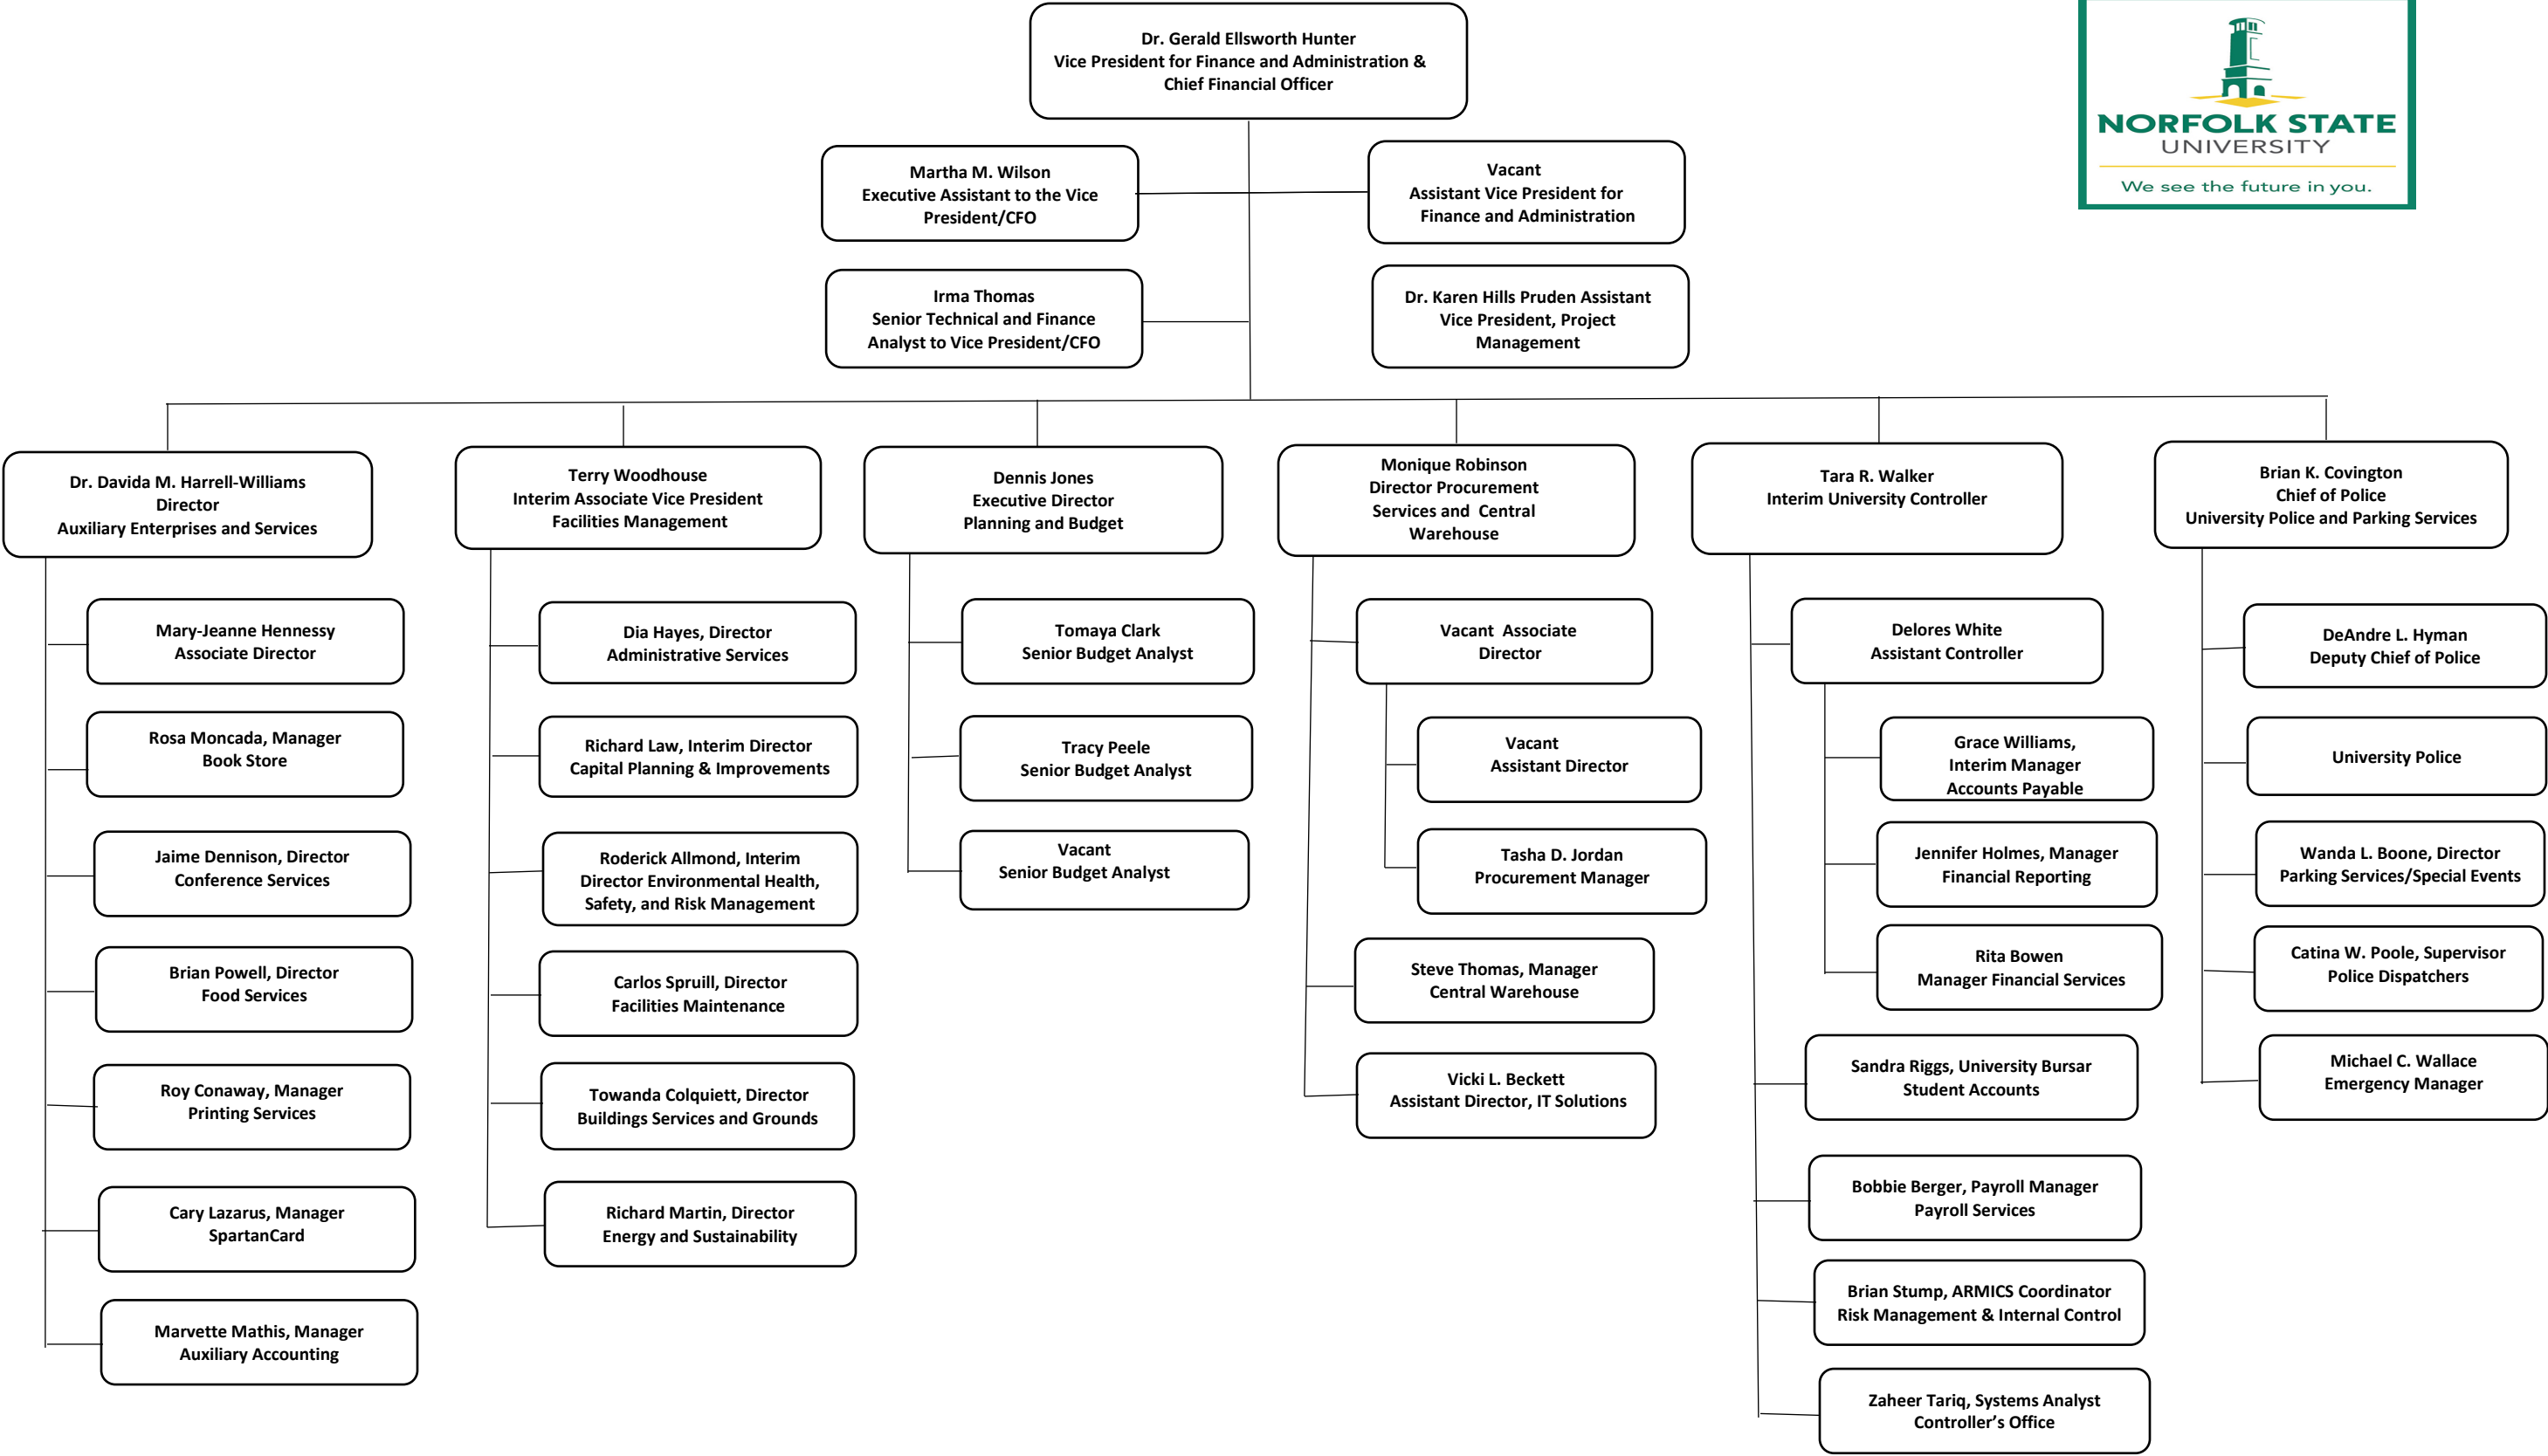 Dr. Gerald Ellsworth Hunter
Vice President for Finance and Administration &
Chief Financial Officer
NORFOLK STATE
UNIVERSITY
We see the future in you.
Martha M. Wilson
Executive Assistant to the Vice
President/CFO
Vacant
Assistant Vice President for
Finance and Administration
Irma Thomas
Senior Technical and Finance
Analyst to Vice President/CFO
Dr. Karen Hills Pruden Assistant
Vice President, Project
Management
Dr. Davida M. Harrell-Williams
Director
Auxiliary Enterprises and Services
Mary-Jeanne Hennessy
Associate Director
Rosa Moncada, Manager
Book Store
Jaime Dennison, Director
Conference Services
Brian Powell, Director
Food Services
Roy Conaway, Manager
Printing Services
Cary Lazarus, Manager
SpartanCard
Marvette Mathis, Manager
Auxiliary Accounting
Terry Woodhouse
Interim Associate Vice President
Facilities Management
Dia Hayes, Director
Administrative Services
Richard Law, Interim Director
Capital Planning & Improvements
Roderick Allmond, Interim
Director Environmental Health,
Safety, and Risk Management
Carlos Spruill, Director
Facilities Maintenance
Towanda Colquiett, Director
Buildings Services and Grounds
Richard Martin, Director
Energy and Sustainability
Dennis Jones
Executive Director
Planning and Budget
Tomaya Clark
Senior Budget Analyst
Tracy Peele
Senior Budget Analyst
Vacant
Senior Budget Analyst
Monique Robinson
Director Procurement
Services and Central
Warehouse
Vacant Associate
Director
Vacant
Assistant Director
Tasha D. Jordan
Procurement Manager
Steve Thomas, Manager
Central Warehouse
Vicki L. Beckett
Assistant Director, IT Solutions
Tara R. Walker
Interim University Controller
Delores White
Assistant Controller
Grace Williams,
Interim Manager
Accounts Payable
Jennifer Holmes, Manager
Financial Reporting
Rita Bowen
Manager Financial Services
Sandra Riggs, University Bursar
Student Accounts
Bobbie Berger, Payroll Manager
Payroll Services
Brian Stump, ARMICS Coordinator
Risk Management & Internal Control
Zaheer Tariq, Systems Analyst
Controller’s Office
Brian K. Covington
Chief of Police
University Police and Parking Services
DeAndre L. Hyman
Deputy Chief of Police
University Police
Wanda L. Boone, Director
Parking Services/Special Events
Catina W. Poole, Supervisor
Police Dispatchers
Michael C. Wallace
Emergency Manager